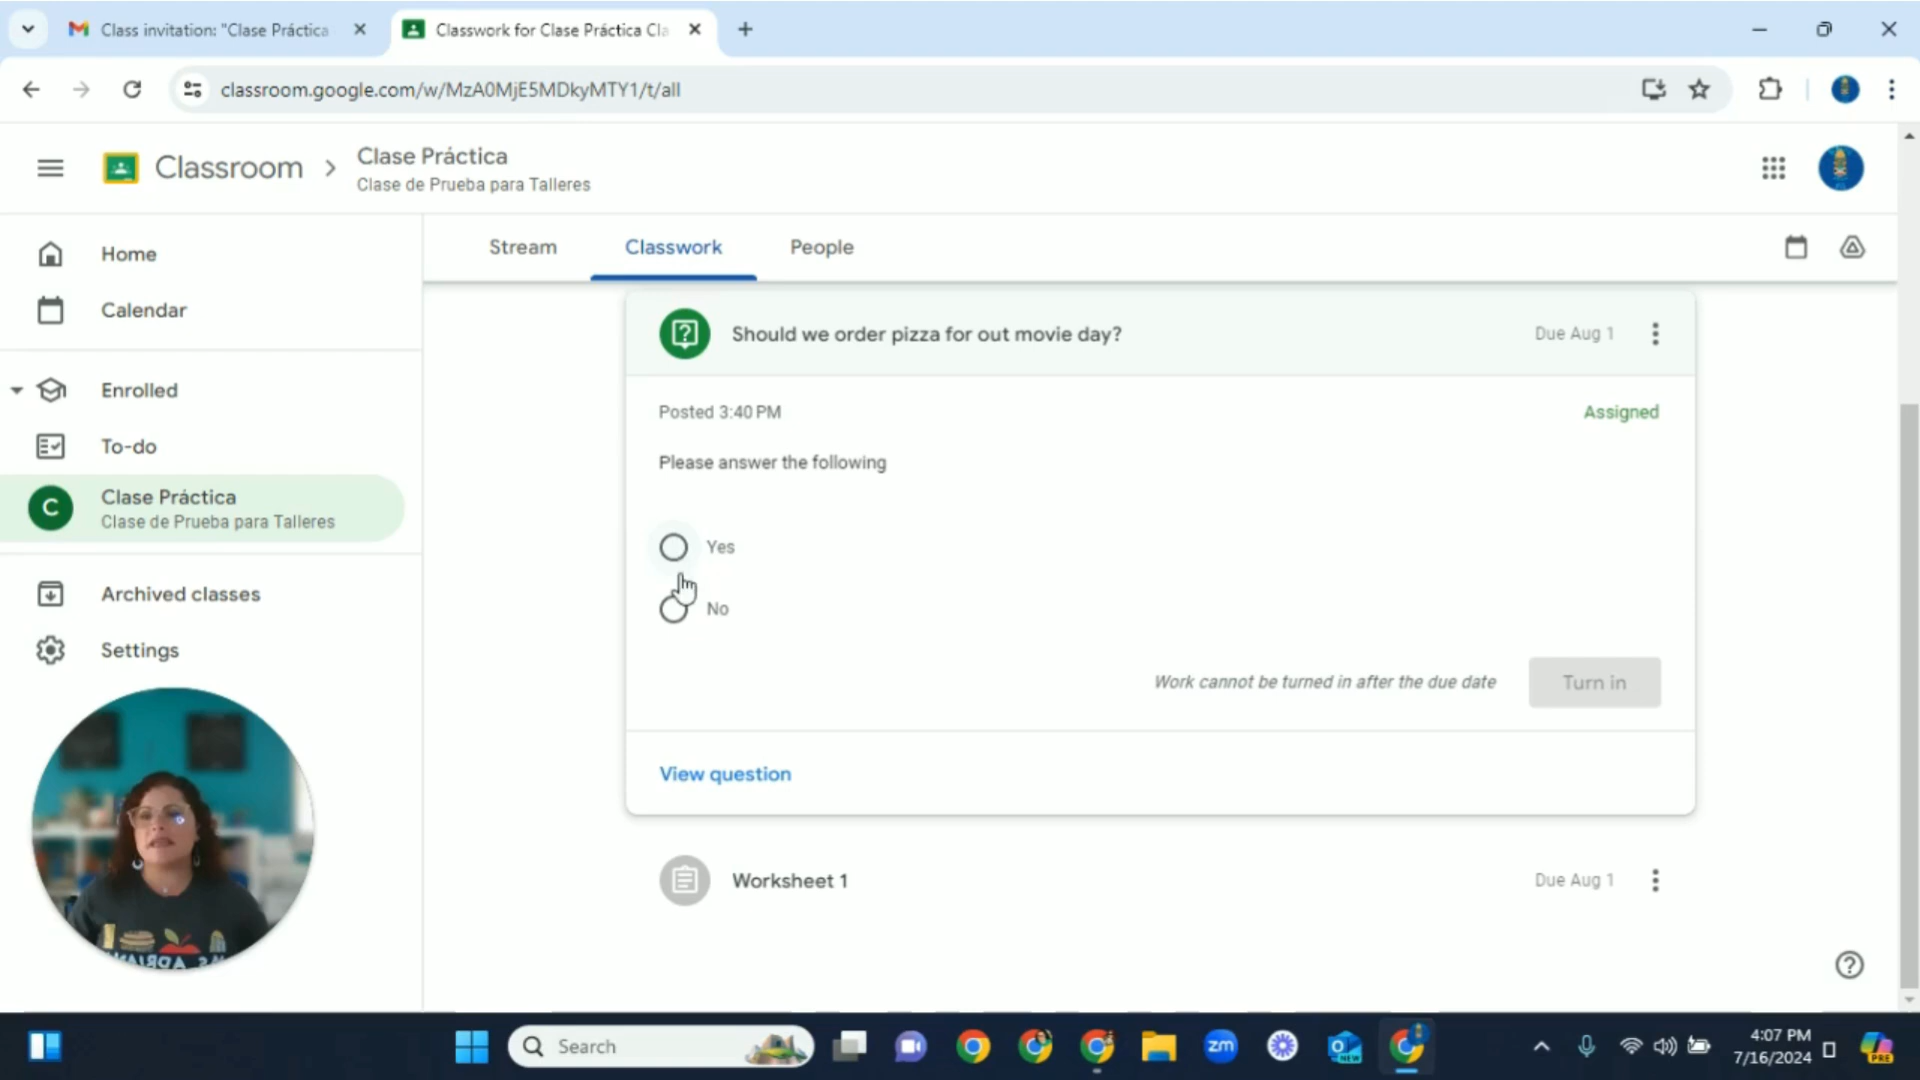 Class invitation: "Clase Práctica
Classwork for Clase Práctica Cla
classroom.google.com/w/MzA0MjE5MDkyMTY1/t/all
Classroom
Clase Práctica
Clase de Prueba para Talleres
Home
Calendar
Enrolled
To-do
C
Clase Práctica
Clase de Prueba para Talleres
Archived classes
Settings
Stream
Classwork
People
Should we order pizza for out movie day?
Due Aug 1
Posted 3:40 PM
Assigned
Please answer the following
Yes
No
Work cannot be turned in after the due date
Turn in
View question
Worksheet 1
Due Aug 1
Search
zm
NEW
4:07 PM
7/16/2024
PRE